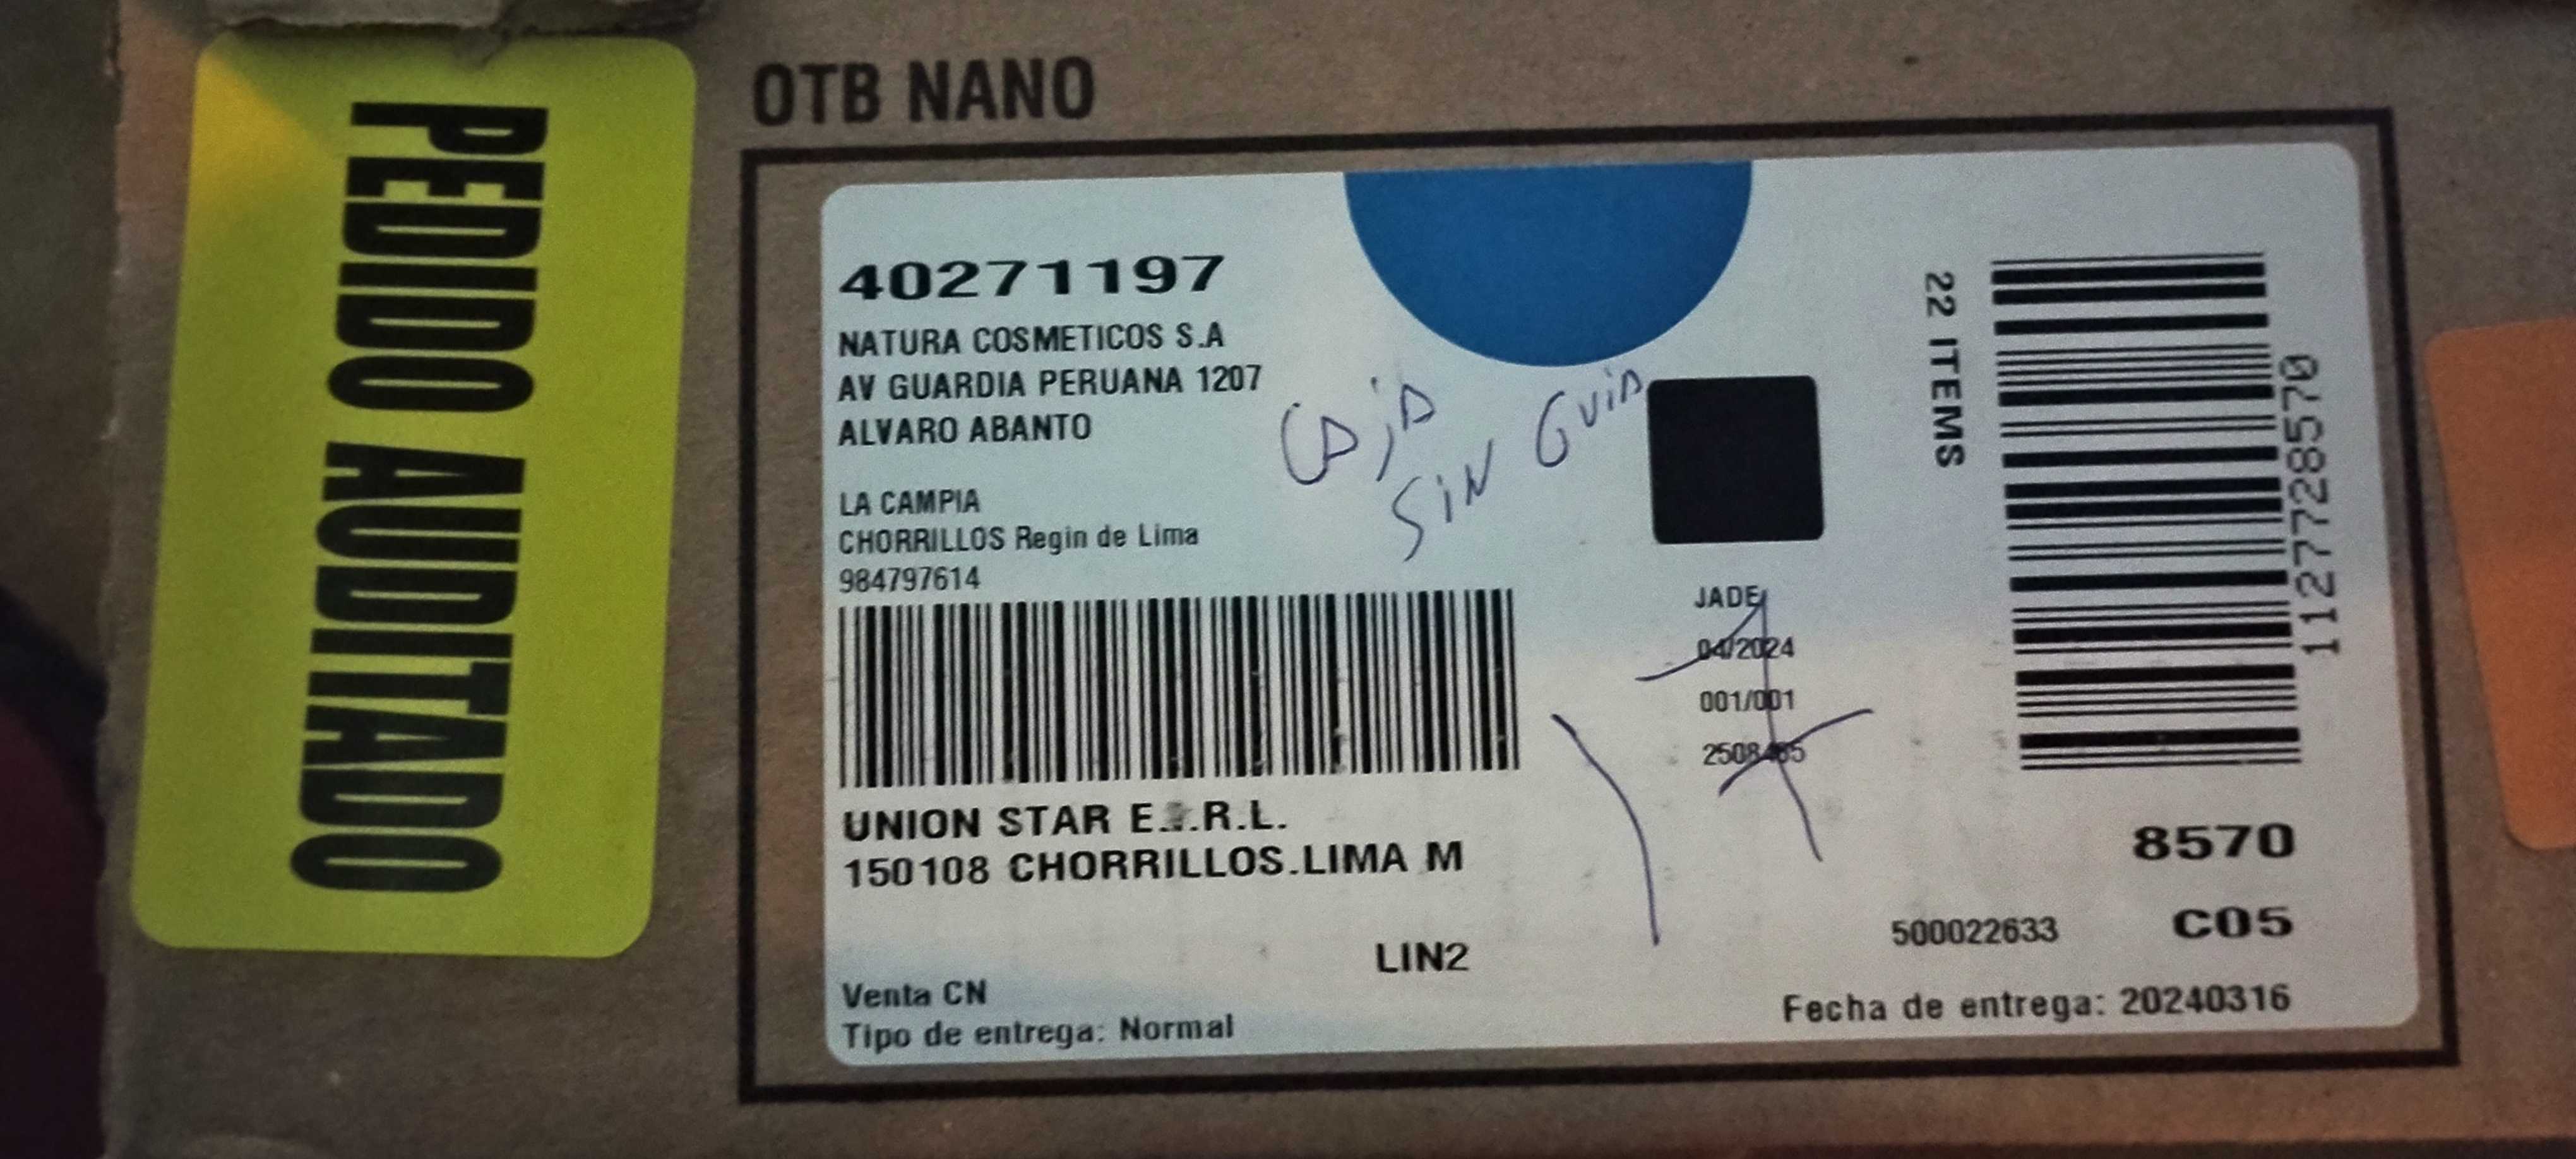 PEDIDO AUDITADO
OTB NANO
40271197
NATURA COSMETICOS S.A
AV GUARDIA PERUANA 1207
ALVARO ABANTO
Caja
SiN Guia
LA CAMPIA
CHORRILLOS Regin de Lima
984797614
22 ITEMS
1127728570
JADE
04/2024
001/001
UNION STAR E.I.R.L.
150108 CHORRILLOS.LIMA M
8570
500022633 C05
LIN2
Venta CN
Tipo de entrega: Normal
Fecha de entrega: 20240316